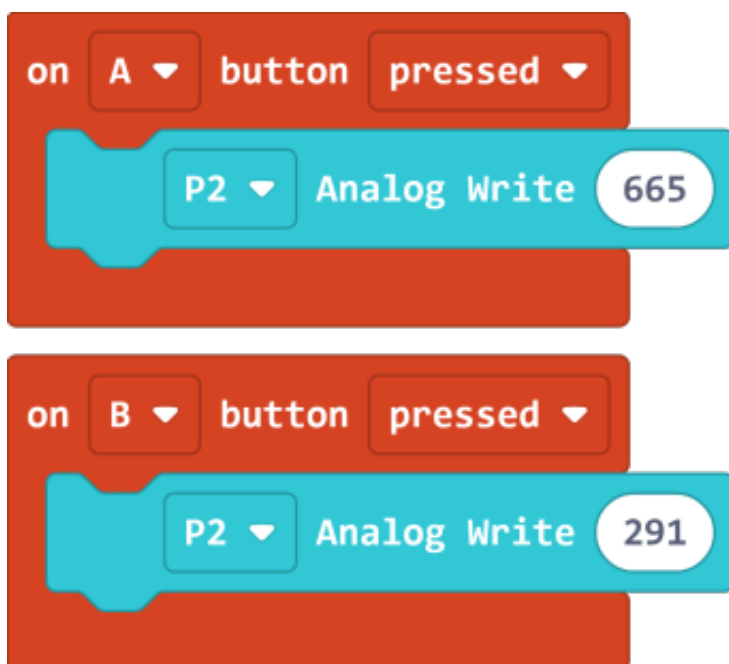 on A button pressed
P2 Analog Write 665
on B button pressed
P2 Analog Write 291